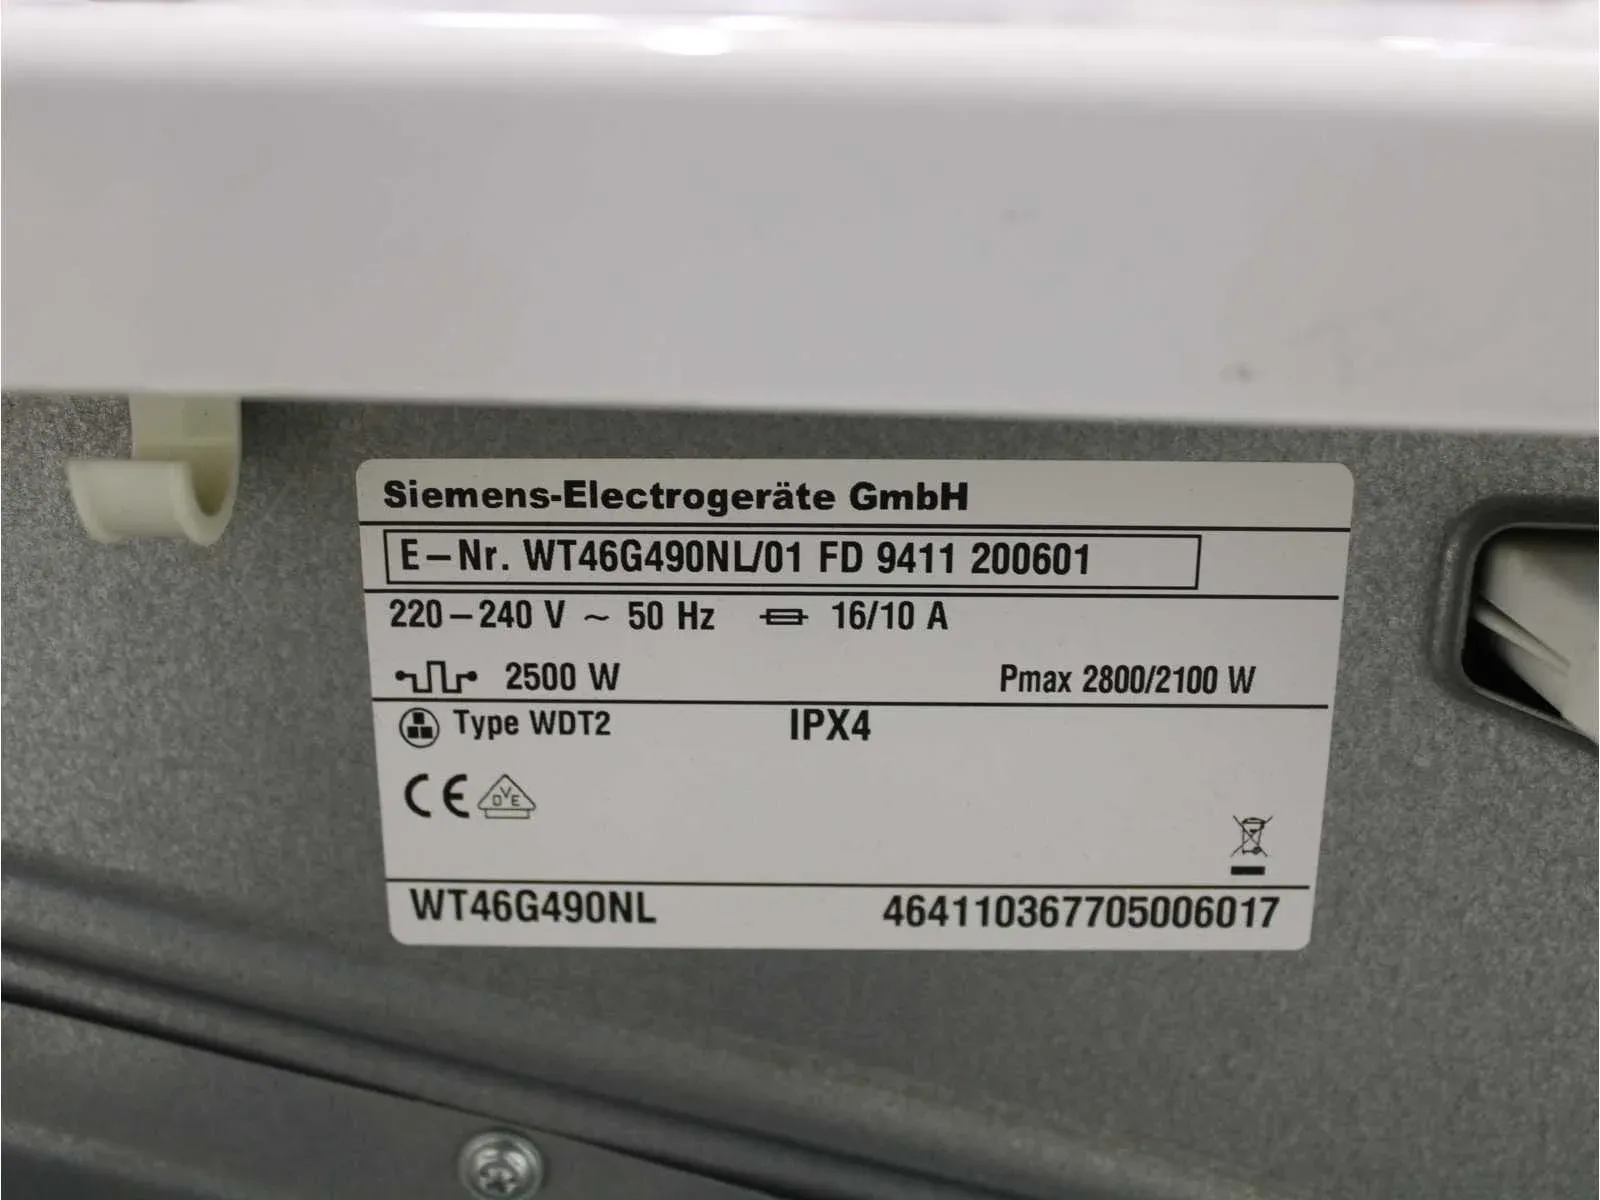 Siemens-Electrogeräte GmbH
E-Nr. WT46G490NL/01 FD 9411 200601
220-240 V ~ 50 Hz 16/10 A
2500 W Pmax 2800/2100 W
Type WDT2 IPX4
CE DVE
WT46G490NL 464110367705006017